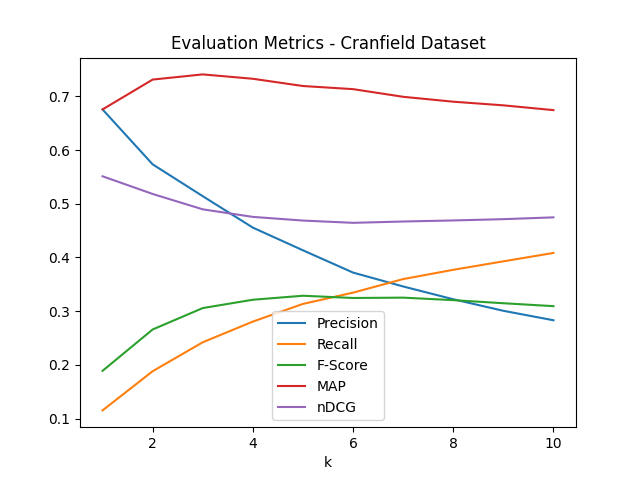 Evaluation Metrics - Cranfield Dataset
0.7
0.6
0.5
0.4
0.3
0.2
0.1
Precision
Recall
F-Score
MAP
nDCG
2 4 6 8 10
k